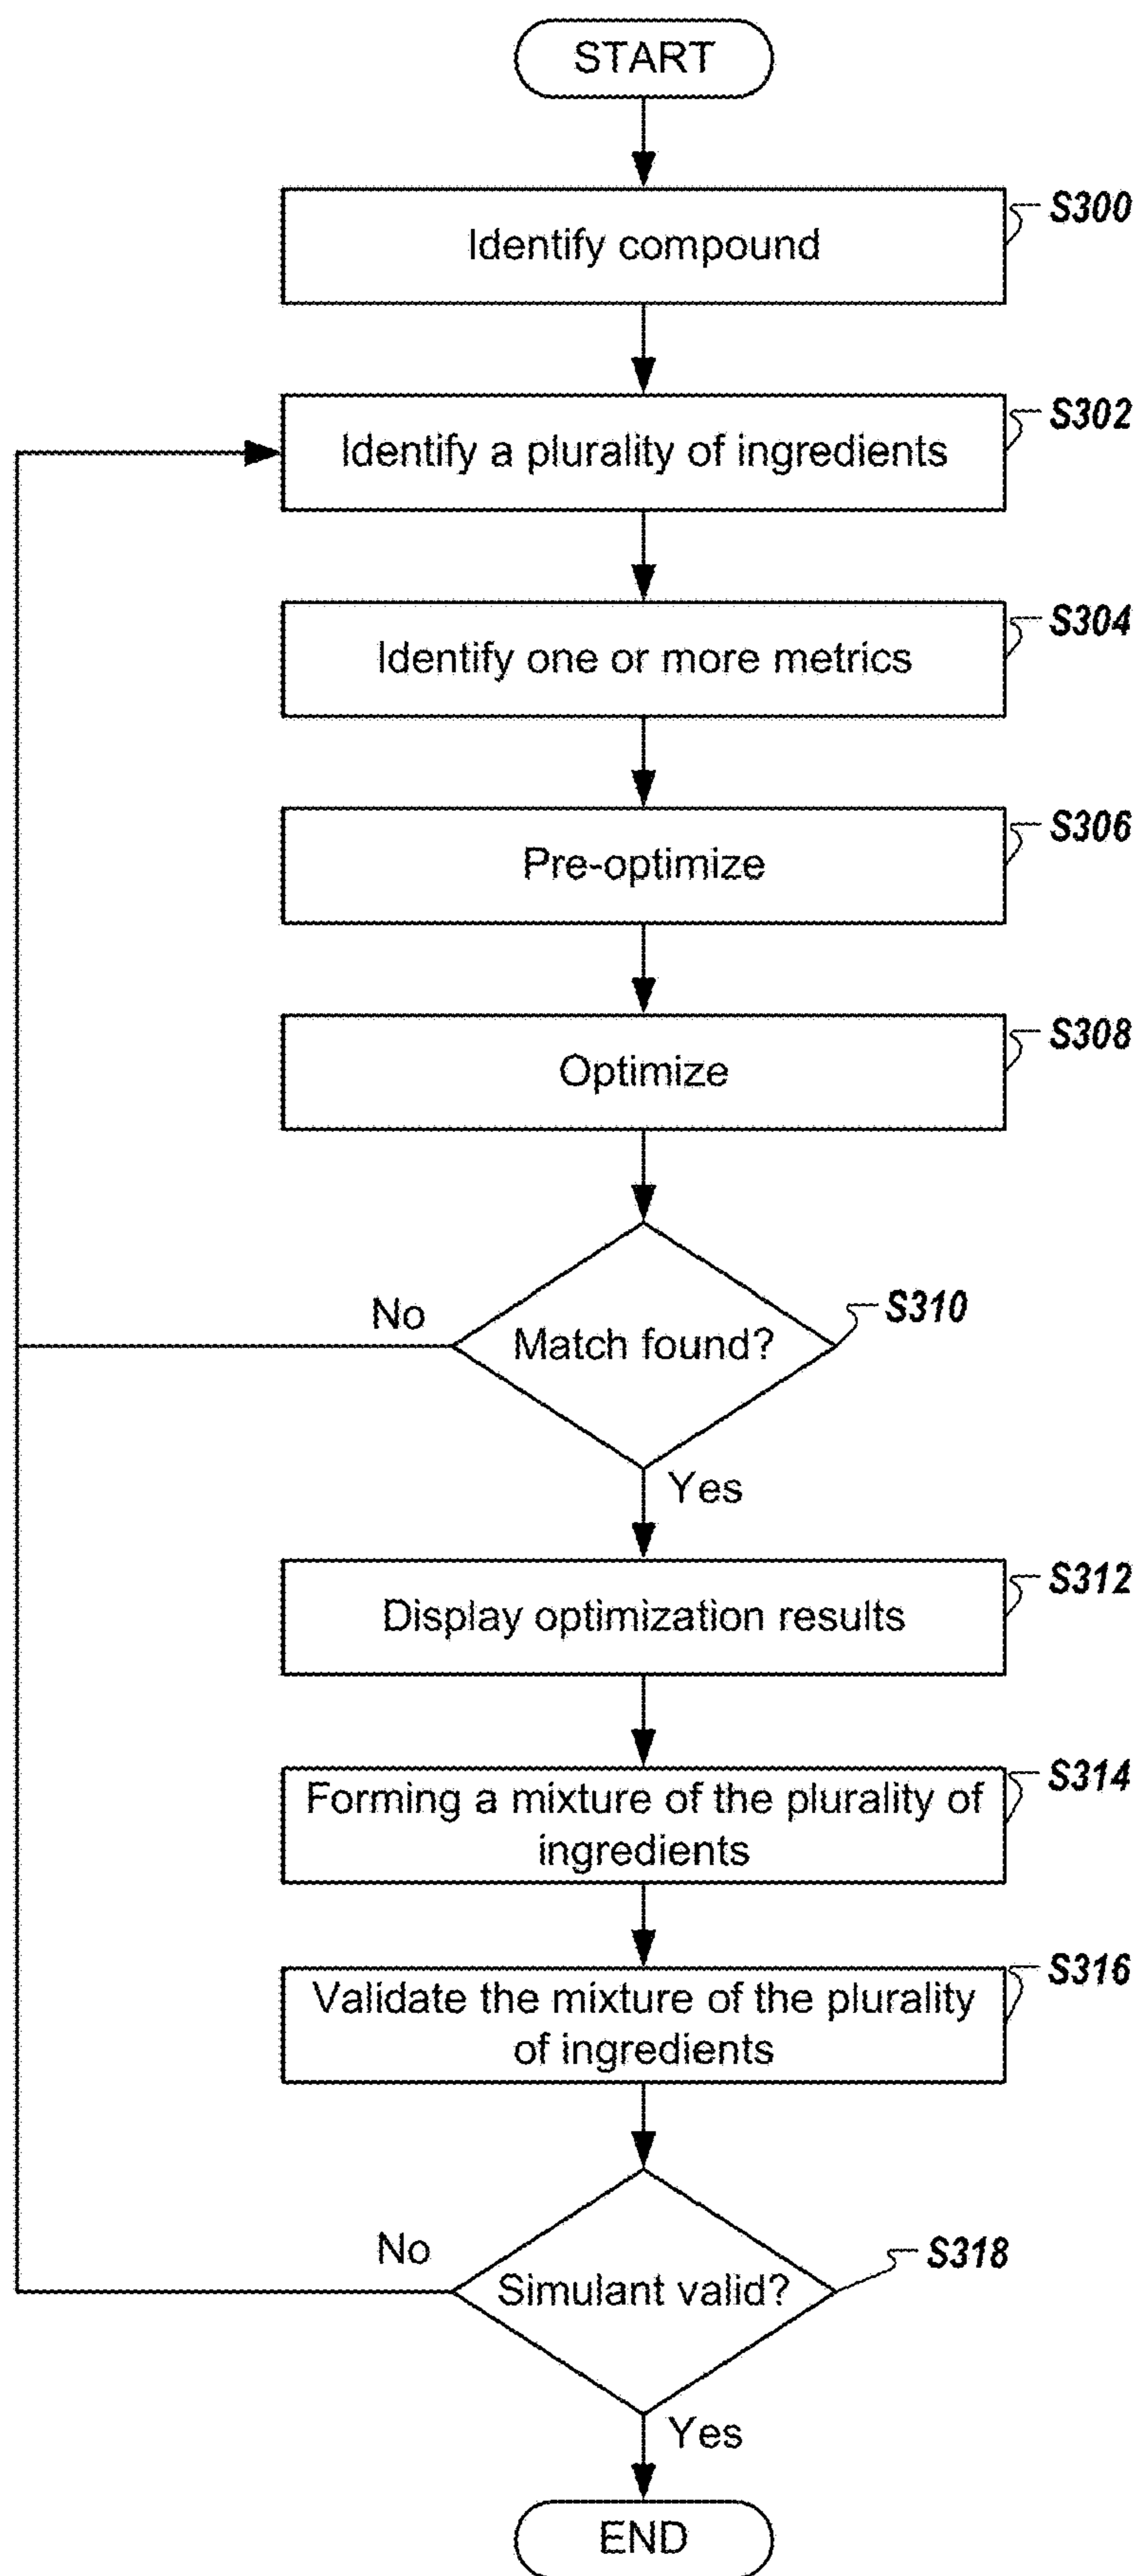 START
Identify compound
S300
Identify a plurality of ingredients
S302
Identify one or more metrics
S304
Pre-optimize
S306
Optimize
S308
No
Match found?
S310
Yes
Display optimization results
S312
Forming a mixture of the plurality of
ingredients
S314
Validate the mixture of the plurality
of ingredients
S316
No
Simulant valid?
S318
Yes
END